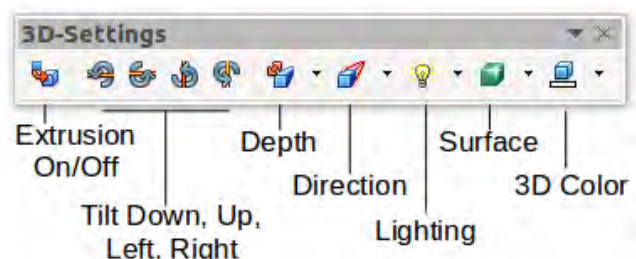 3D-Settings
Extrusion
On/Off
Depth
Surface
Direction
3D Color
Tilt Down, Up,
Left, Right
Lighting